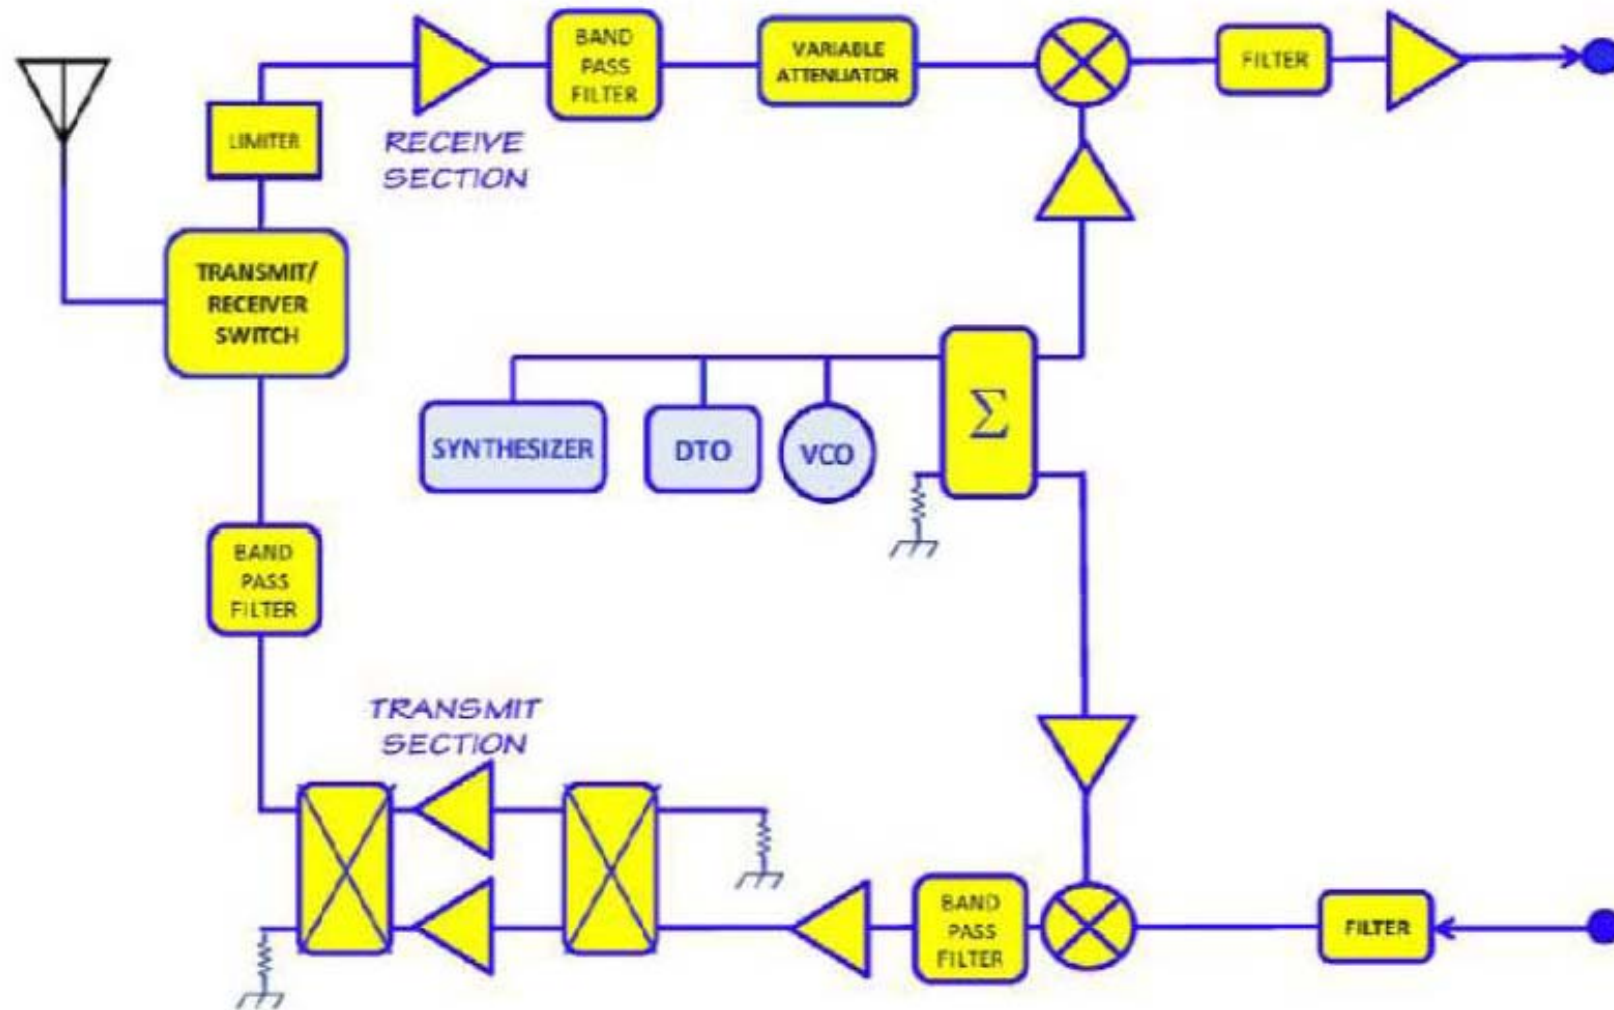 BAND
PASS
FILTER
VARIABLE
ATTENUATOR
FILTER
LIMITER
RECEIVE
SECTION
TRANSMIT/
RECEIVER
SWITCH
SYNTHESIZER
DTO
VCO
Σ
BAND
PASS
FILTER
TRANSMIT
SECTION
BAND
PASS
FILTER
FILTER